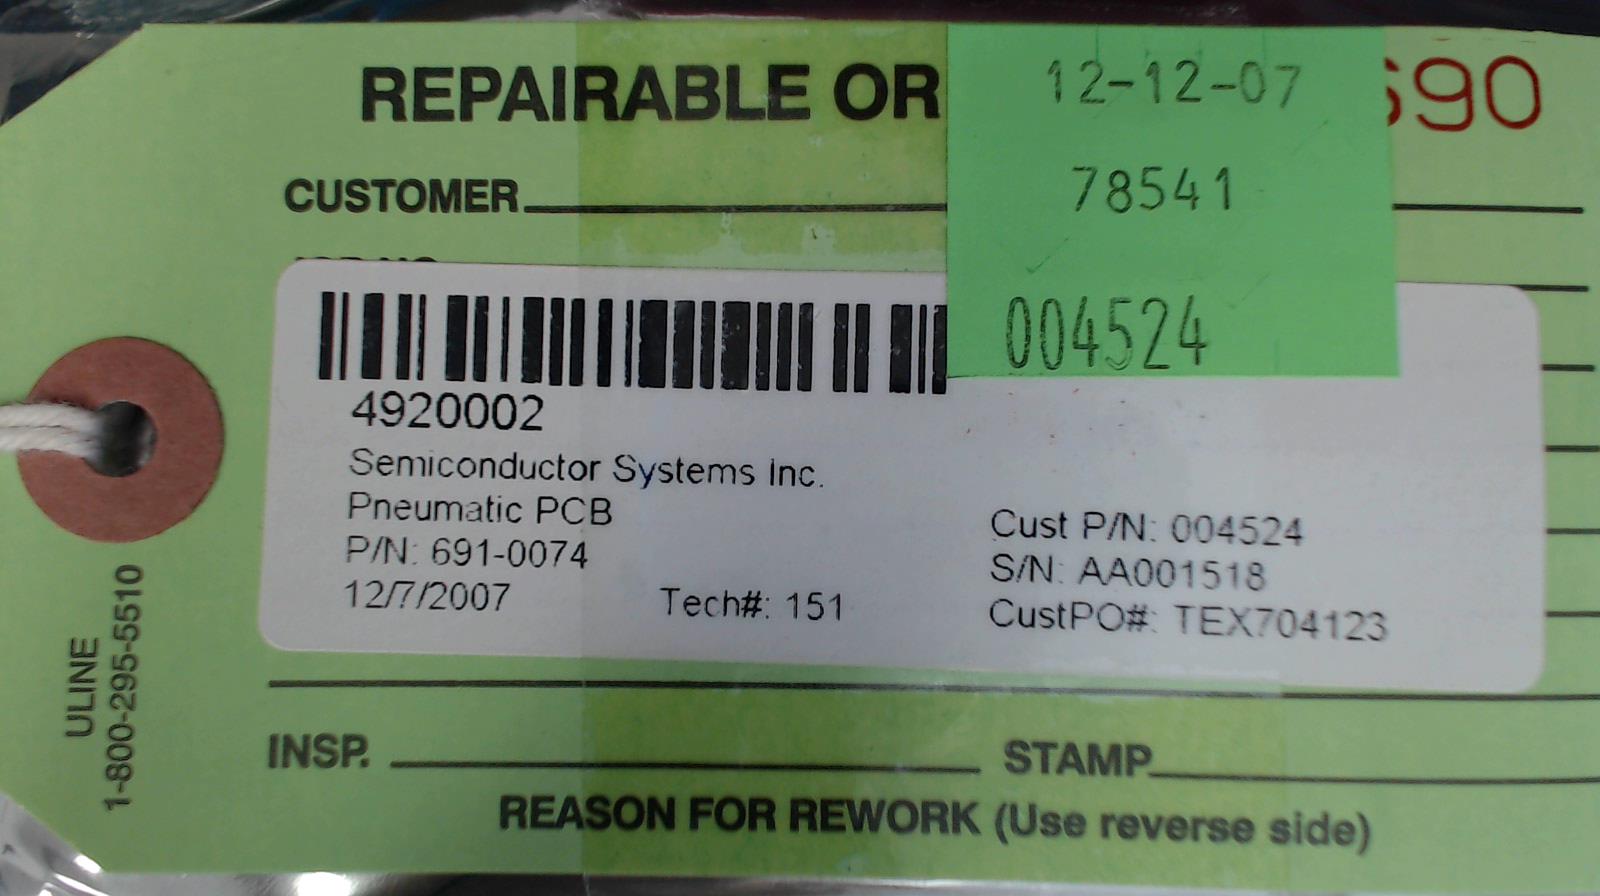 REPAIRABLE OR
12-12-07
90
CUSTOMER
78541
004524
4920002
Semiconductor Systems Inc.
Pneumatic PCB
P/N: 691-0074
12/7/2007
Tech#: 151
Cust P/N: 004524
S/N: AA001518
CustPO#: TEX704123
INSP.
STAMP
REASON FOR REWORK (Use reverse side)
ULINE
1-800-295-5510